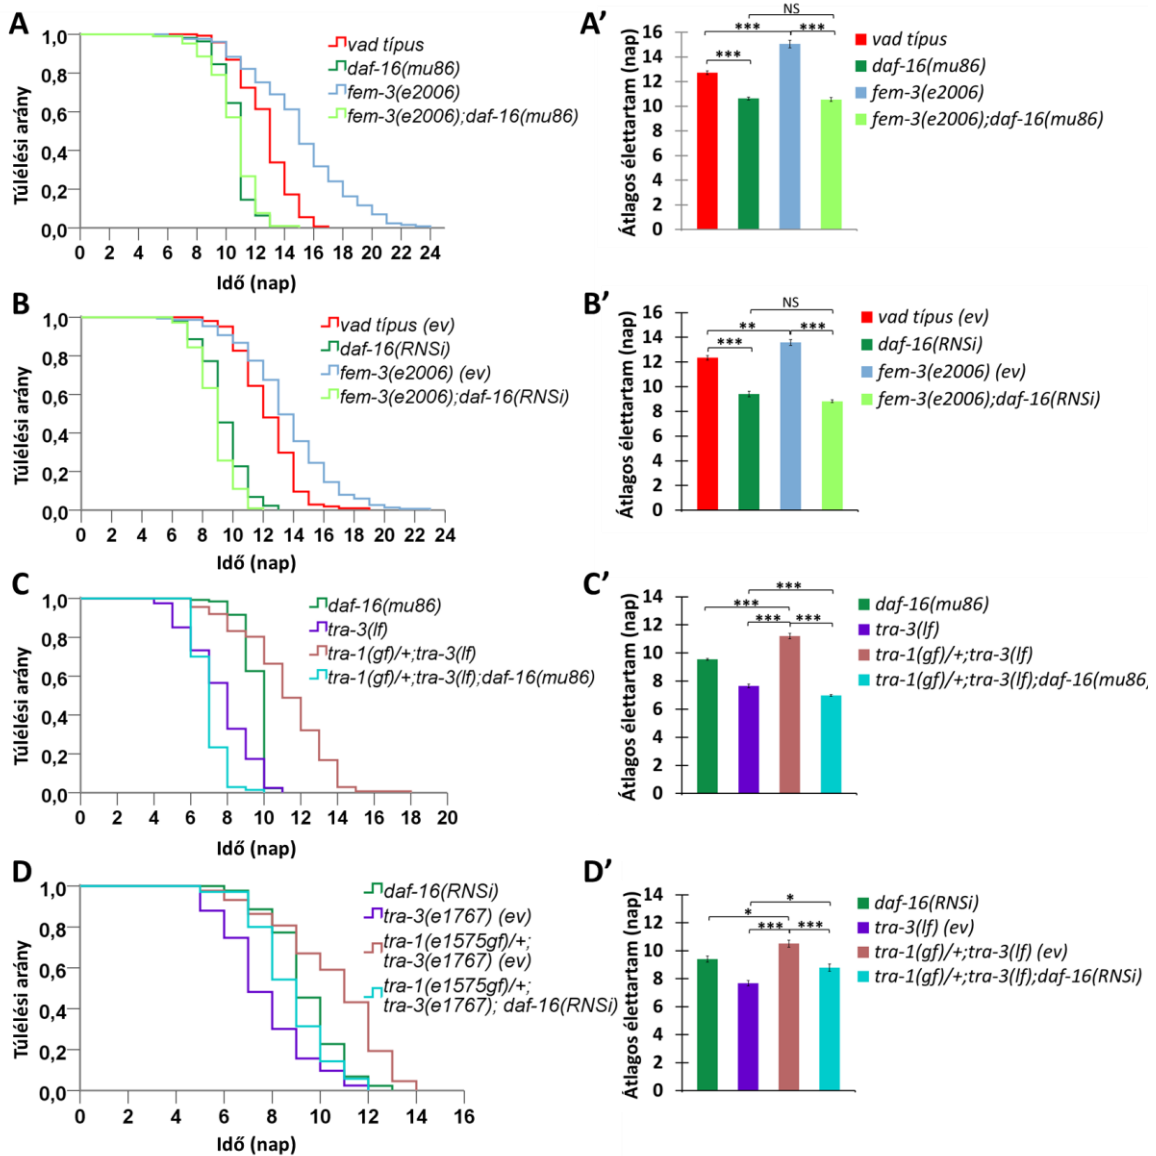 A
Túlélési arány
1,0
0,8
0,6
0,4
0,2
0,0
0 2 4 6 8 10 12 14 16 18 20 22 24
Idő (nap)
vad típus
daf-16(mu86)
fem-3(e2006)
fem-3(e2006);daf-16(mu86)
A’
Átlagos élettartam (nap)
16
14
12
10
8
6
4
2
0
NS
*** ***
***
vad típus
daf-16(mu86)
fem-3(e2006)
fem-3(e2006);daf-16(mu86)
B
Túlélési arány
1,0
0,8
0,6
0,4
0,2
0,0
0 2 4 6 8 10 12 14 16 18 20 22 24
Idő (nap)
vad típus (ev)
daf-16(RNSi)
fem-3(e2006) (ev)
fem-3(e2006);daf-16(RNSi)
B’
Átlagos élettartam (nap)
16
14
12
10
8
6
4
2
0
NS
** ***
***
vad típus (ev)
daf-16(RNSi)
fem-3(e2006) (ev)
fem-3(e2006);daf-16(RNSi)
C
Túlélési arány
1,0
0,8
0,6
0,4
0,2
0,0
0 2 4 6 8 10 12 14 16 18 20
Idő (nap)
daf-16(mu86)
tra-3(lf)
tra-1(gf)/+;tra-3(lf)
tra-1(gf)/+;tra-3(lf);daf-16(mu86)
C’
Átlagos élettartam (nap)
14
12
10
8
6
4
2
0
***
***
*** ***
daf-16(mu86)
tra-3(lf)
tra-1(gf)/+;tra-3(lf)
tra-1(gf)/+;tra-3(lf);daf-16(mu86)
D
Túlélési arány
1,0
0,8
0,6
0,4
0,2
0,0
0 2 4 6 8 10 12 14 16
Idő (nap)
daf-16(RNSi)
tra-3(e1767) (ev)
tra-1(e1575gf)/+;
tra-3(e1767) (ev)
tra-1(e1575gf)/+;
tra-3(e1767); daf-16(RNSi)
D’
Átlagos élettartam (nap)
14
12
10
8
6
4
2
0
*
*
*** ***
daf-16(RNSi)
tra-3(lf) (ev)
tra-1(gf)/+;tra-3(lf) (ev)
tra-1(gf)/+;tra-3(lf);daf-16(RNSi)